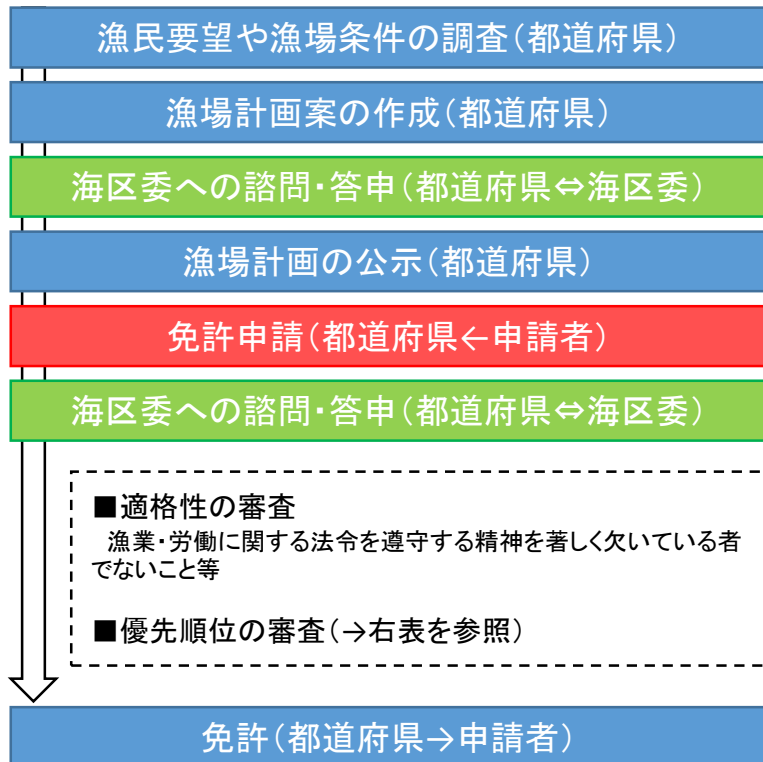 漁民要望や漁場条件の調査(都道府県)
漁場計画案の作成(都道府県)
海区委への諮問・答申(都道府県⇔海区委)
漁場計画の公示(都道府県)
免許申請(都道府県←申請者)
海区委への諮問・答申(都道府県⇔海区委)
■適格性の審査
漁業・労働に関する法令を遵守する精神を著しく欠いている者
でないこと等
■優先順位の審査(→右表を参照)
免許(都道府県→申請者)